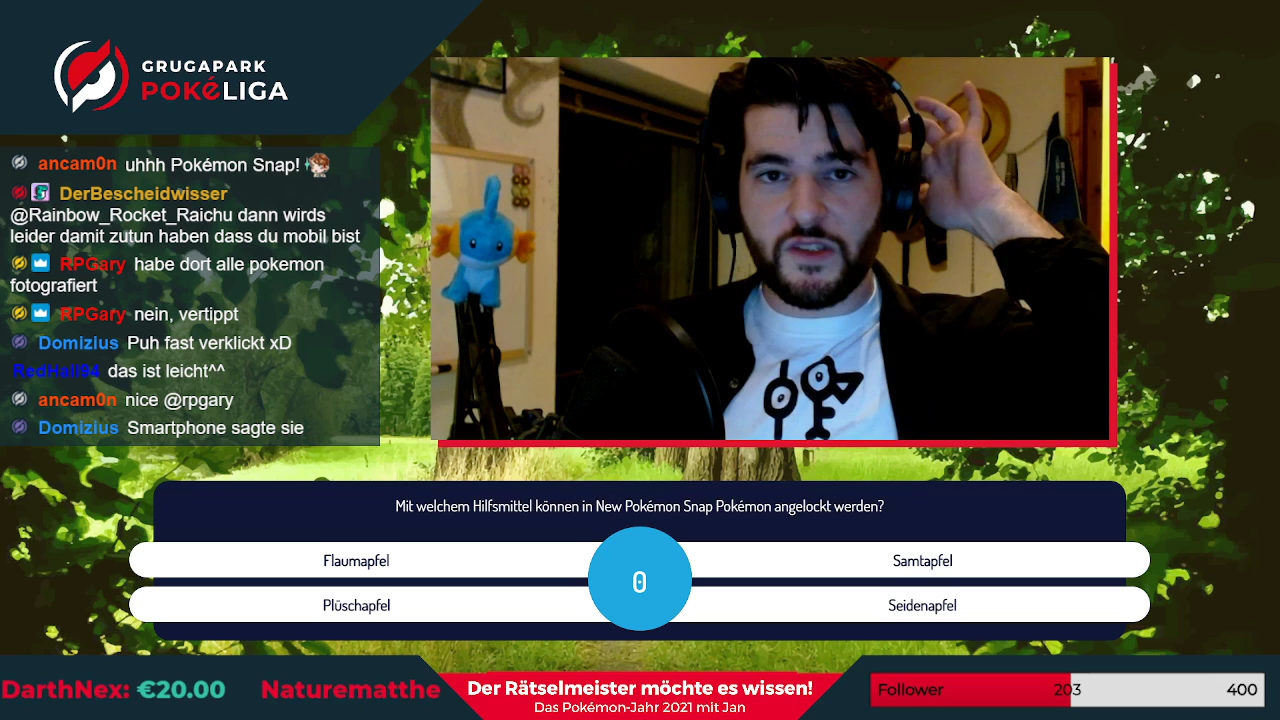 GRUGAPARK
POKéLIGA
ancam0n uhhh Pokémon Snap!
DerBescheidwisser
@Rainbow_Rocket_Raichu dann wirds
leider damit zutun haben dass du mobil bist
RPGary habe dort alle pokemon
fotografiert
RPGary nein, vertippt
Domizius Puh fast verklickt xD
RedHail94 das ist leicht^^
ancam0n nice @rpgary
Domizius Smartphone sagte sie
Mit welchem Hilfsmittel können in New Pokémon Snap Pokémon angelockt werden?
Flaumapfel
Samtapfel
0
Plüschapfel
Seidenapfel
DarthNex: €20.00 Naturematthe
Der Rätselmeister möchte es wissen!
Das Pokémon-Jahr 2021 mit Jan
Follower 203 400